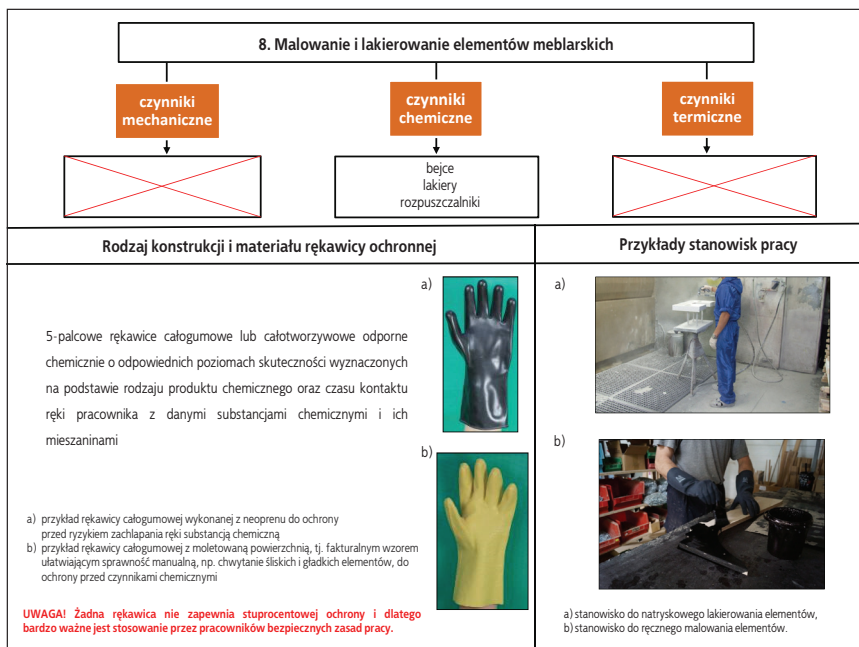 8. Malowanie i lakierowanie elementów meblarskich
czynniki
mechaniczne
czynniki
chemiczne
czynniki
termiczne
bejce
lakiery
rozpuszczalniki
Rodzaj konstrukcji i materiału rękawicy ochronnej
a)
5-palcowe rękawice całogumowe lub całotworzywowe odporne
chemicznie o odpowiednich poziomach skuteczności wyznaczonych
na podstawie rodzaju produktu chemicznego oraz czasu kontaktu
ręki pracownika z danymi substancjami chemicznymi i ich
mieszaninami
b)
a) przykład rękawicy całogumowej wykonanej z neoprenu do ochrony
przed ryzykiem zachlapania ręki substancją chemiczną
b) przykład rękawicy całogumowej z moletowaną powierzchnią, tj. fakturalnym wzorem
ułatwiającym sprawność manualną, np. chwytanie śliskich i gładkich elementów, do
ochrony przed czynnikami chemicznymi
UWAGA! Żadna rękawica nie zapewnia stuprocentowej ochrony i dlatego
bardzo ważne jest stosowanie przez pracowników bezpiecznych zasad pracy.
Przykłady stanowisk pracy
a)
b)
a) stanowisko do natryskowego lakierowania elementów,
b) stanowisko do ręcznego malowania elementów.